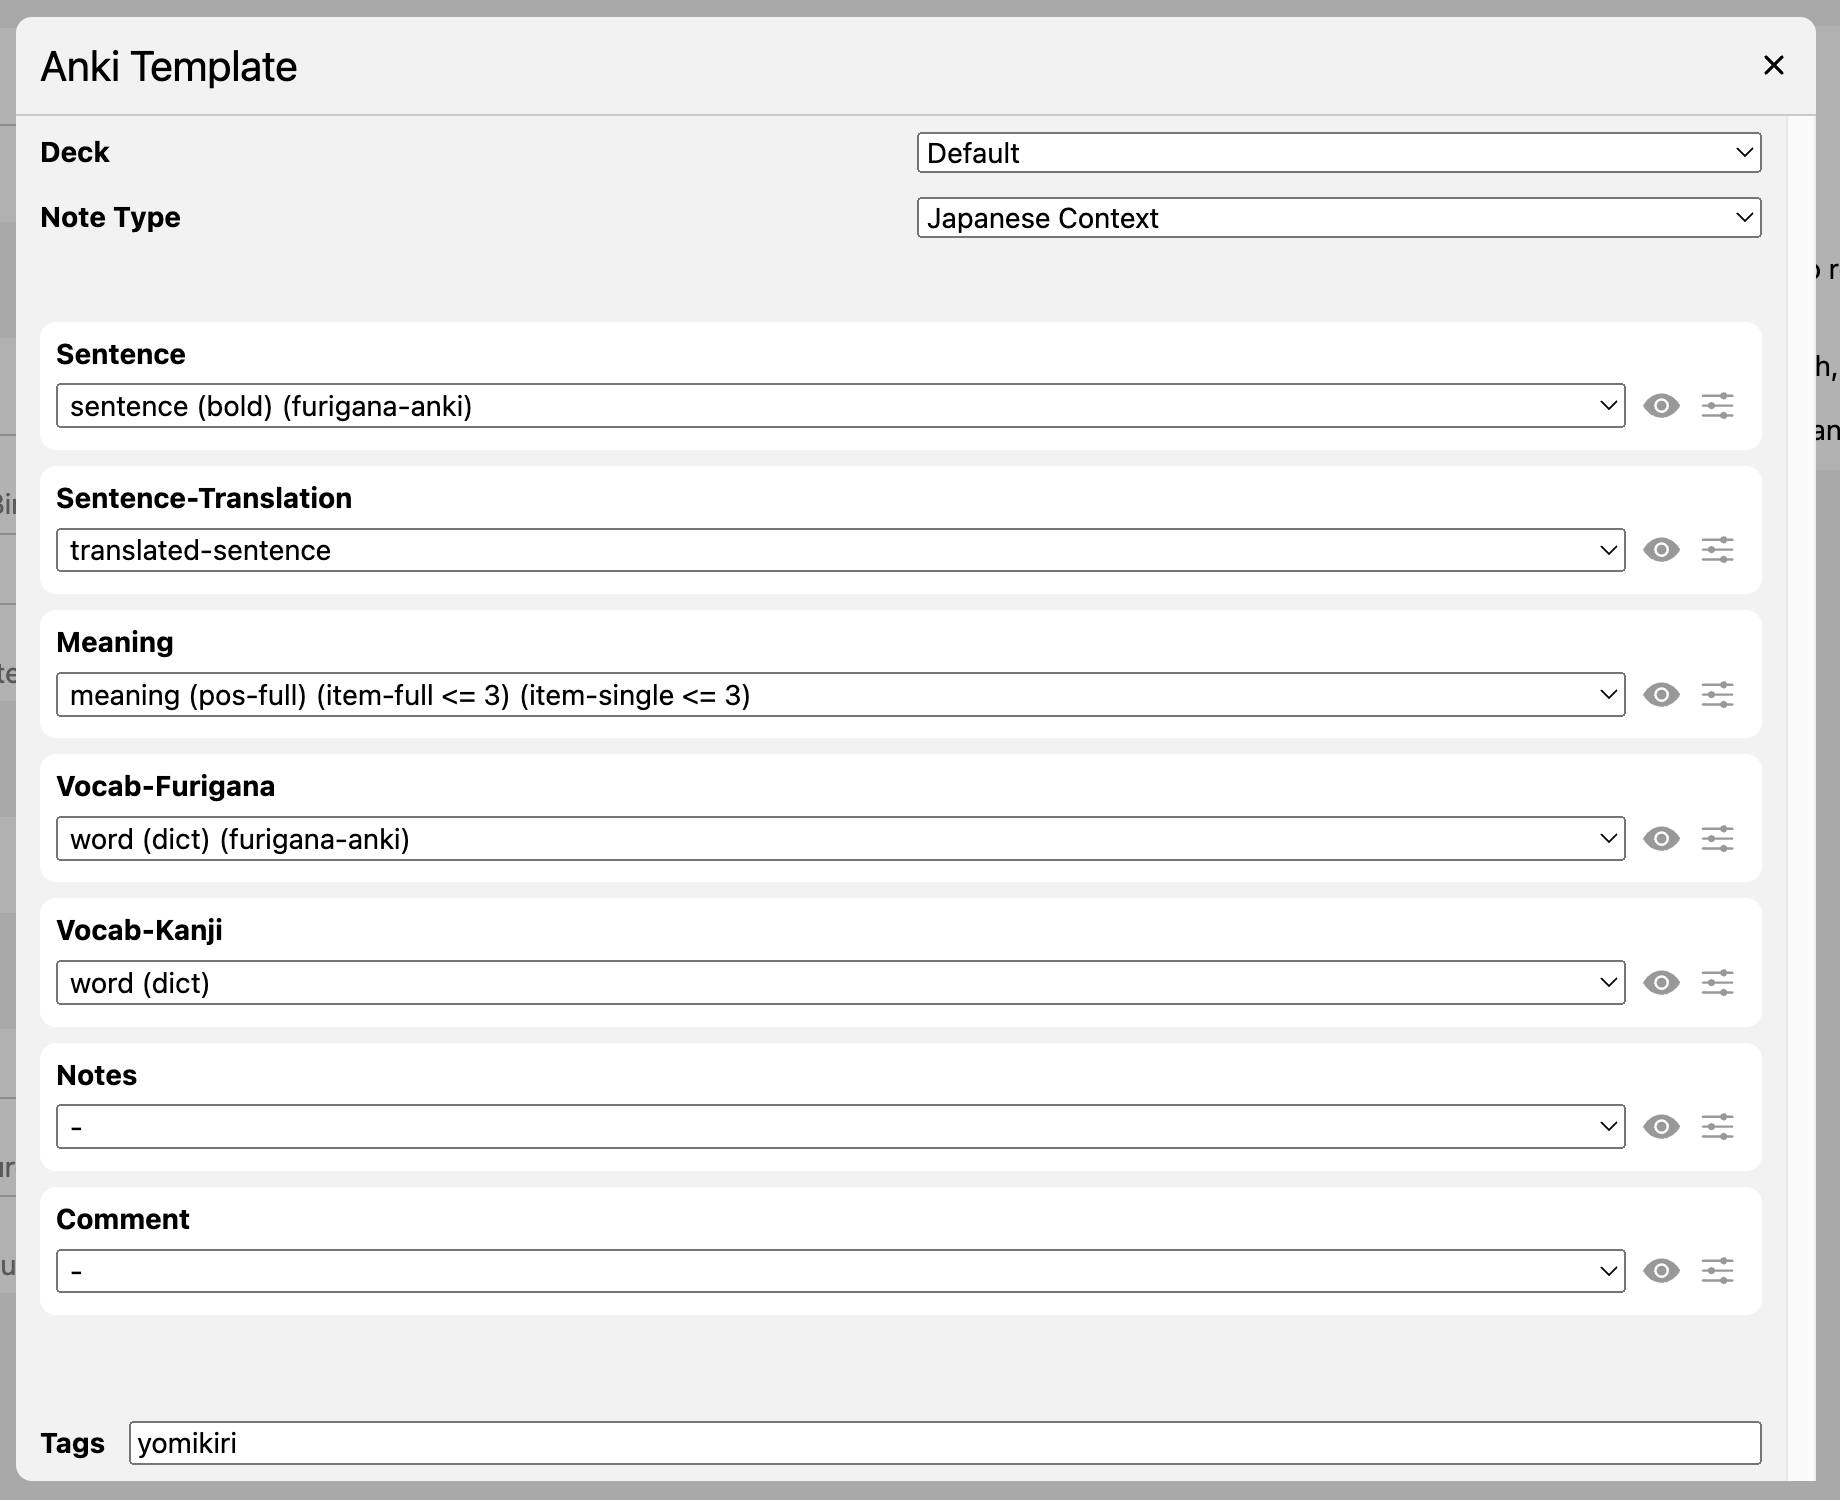 Anki Template
Deck
Default
Note Type
Japanese Context
Sentence
sentence (bold) (furigana-anki)
Sentence-Translation
translated-sentence
Meaning
meaning (pos-full) (item-full <= 3) (item-single <= 3)
Vocab-Furigana
word (dict) (furigana-anki)
Vocab-Kanji
word (dict)
Notes
-
Comment
-
Tags
yomikiri